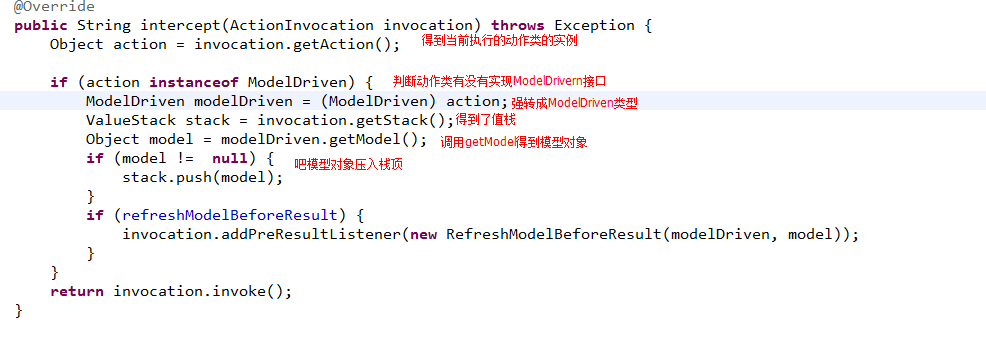 @Override
public String intercept(ActionInvocation invocation) throws Exception {
Object action = invocation.getAction(); 得到当前执行的动作类的实例
if (action instanceof ModelDriven) { 判断动作类有没有实现ModelDrivern接口
ModelDriven modelDriven = (ModelDriven) action; 强转成ModelDriven类型
ValueStack stack = invocation.getStack(); 得到了值栈
Object model = modelDriven.getModel(); 调用getModel得到模型对象
if (model !=  null) { 吧模型对象压入栈顶
stack.push(model);
}
if (refreshModelBeforeResult) {
invocation.addPreResultListener(new RefreshModelBeforeResult(modelDriven, model));
}
}
return invocation.invoke();
}